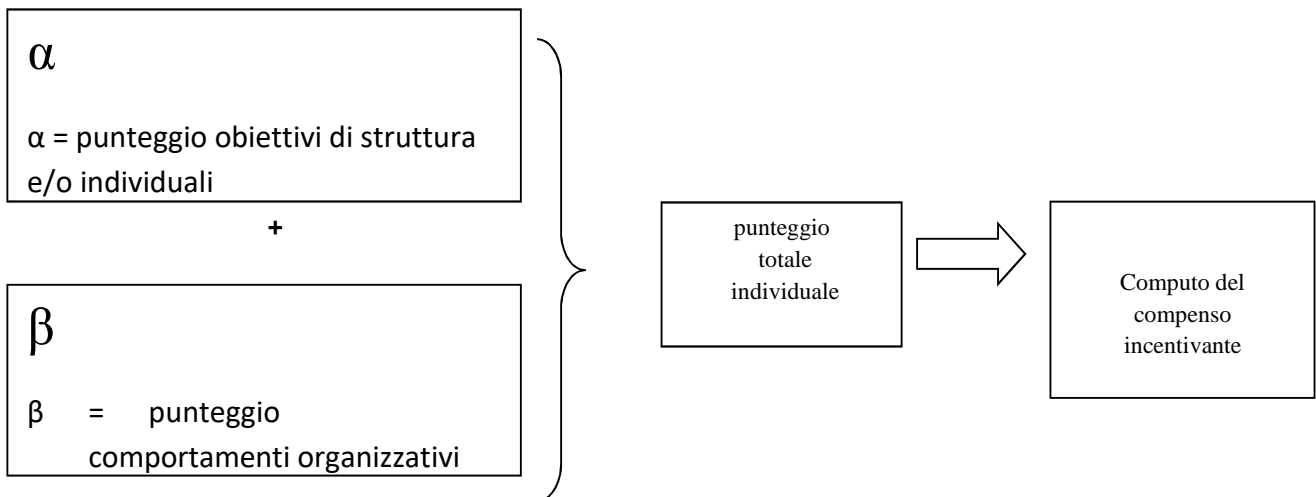 α
α = punteggio obiettivi di struttura
e/o individuali
+
β
β = punteggio
comportamenti organizzativi
punteggio
totale
individuale
Computo del
compenso
incentivante